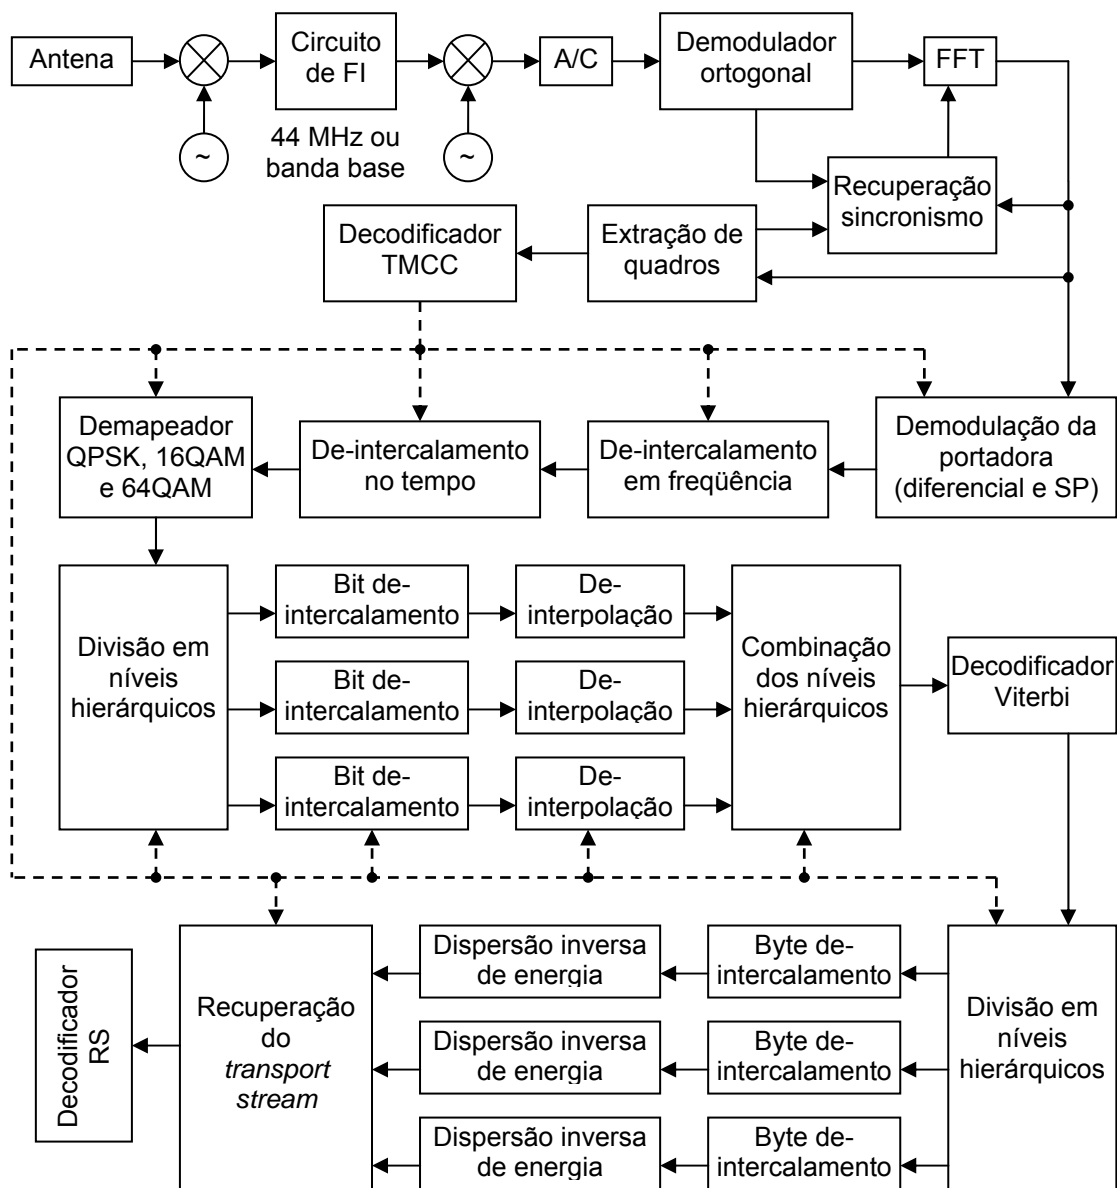 Antena
Circuito
de FI
A/C
Demodulador
ortogonal
FFT
~
44 MHz ou
banda base
~
Recuperação
sincronismo
Decodificador
TMCC
Extração de
quadros
Demapeador
QPSK, 16QAM
e 64QAM
De-intercalamento
no tempo
De-intercalamento
em freqüência
Demodulação da
portadora
(diferencial e SP)
Divisão em
níveis
hierárquicos
Bit de-
intercalamento
De-
interpolação
Bit de-
intercalamento
De-
interpolação
Bit de-
intercalamento
De-
interpolação
Combinação
dos níveis
hierárquicos
Decodificador
Viterbi
Decodificador
RS
Recuperação
do
transport
stream
Dispersão inversa
de energia
Byte de-
intercalamento
Dispersão inversa
de energia
Byte de-
intercalamento
Dispersão inversa
de energia
Byte de-
intercalamento
Divisão em
níveis
hierárquicos